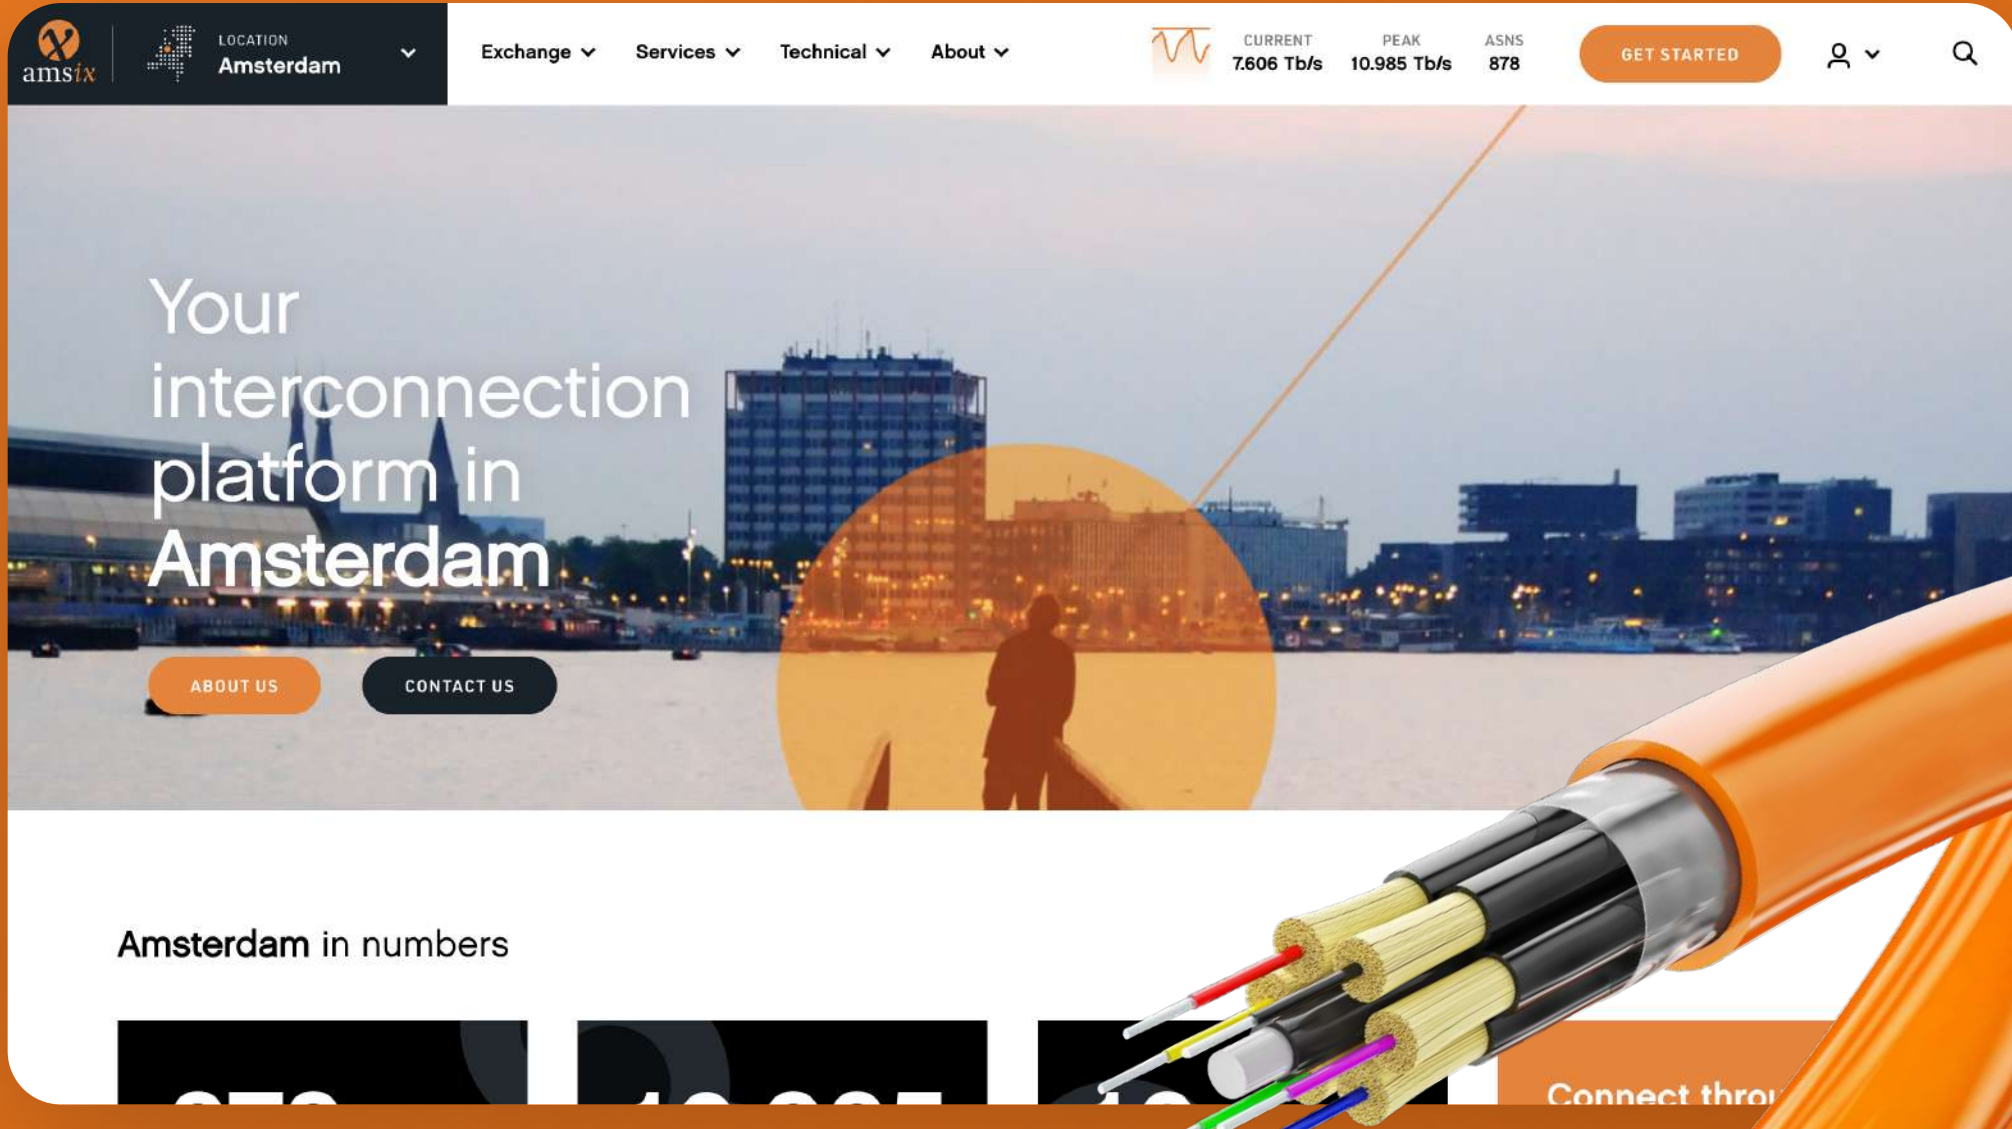 amsix
LOCATION
Amsterdam
Exchange
Services
Technical
About
CURRENT
7.606 Tb/s
PEAK
10.985 Tb/s
ASNS
878
GET STARTED
Your
interconnection
platform in
Amsterdam
ABOUT US
CONTACT US
Amsterdam in numbers
Connect